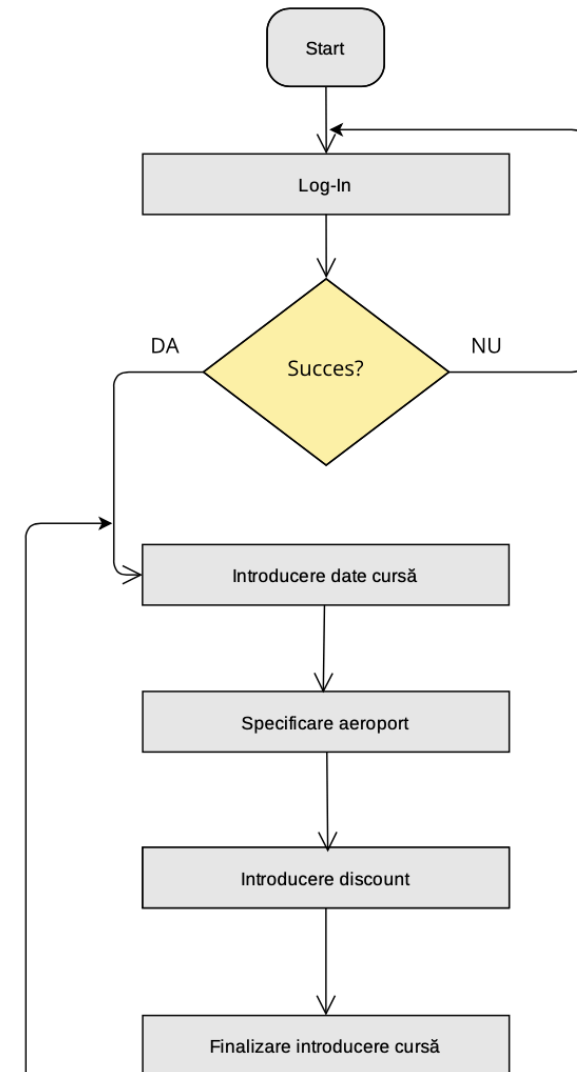 Start
Log-In
DA
NU
Succes?
Introducere date cursă
Specificare aeroport
Introducere discount
Finalizare introducere cursă